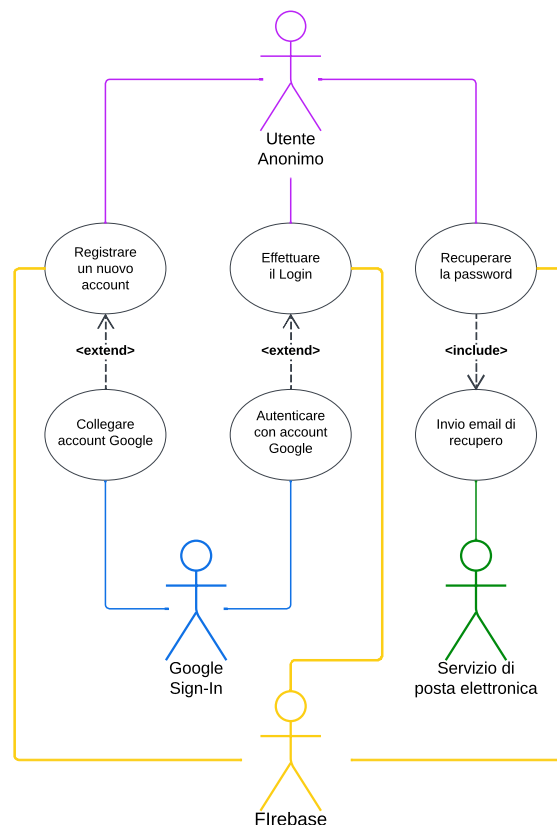 Utente
Anonimo
Registrare
un nuovo
account
Effettuare
il Login
Recuperare
la password
<extend>
<extend>
<include>
Collegare
account Google
Autenticare
con account
Google
Invio email di
recupero
Google
Sign-In
Servizio di
posta elettronica
FIrebase